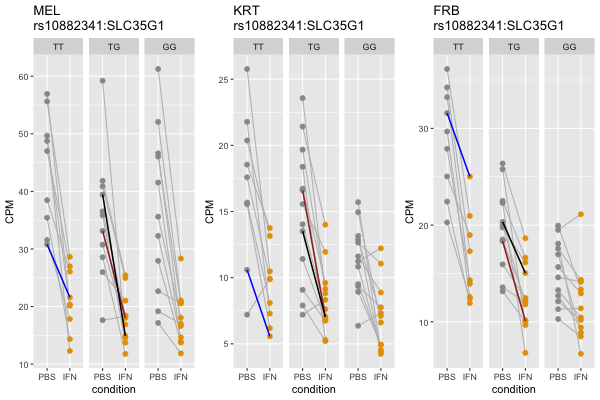 MEL
rs10882341:SLC35G1
TT TG GG
60
50
40
30
20
10
CPM
PBS IFN PBS IFN PBS IFN
condition
KRT
rs10882341:SLC35G1
TT TG GG
25
20
15
10
5
CPM
PBS IFN PBS IFN PBS IFN
condition
FRB
rs10882341:SLC35G1
TT TG GG
30
20
10
CPM
PBS IFN PBS IFN PBS IFN
condition